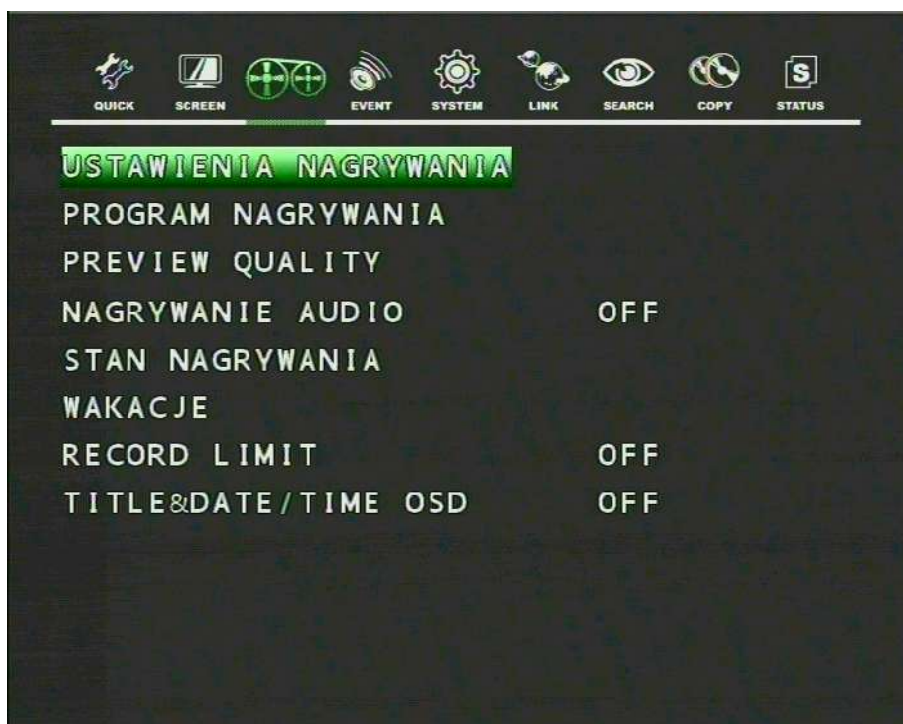 QUICK SCREEN EVENT SYSTEM LINK SEARCH COPY S STATUS
USTAWIENIA NAGRYWANIA
PROGRAM NAGRYWANIA
PREVIEW QUALITY
NAGRYWANIE AUDIO OFF
STAN NAGRYWANIA
WAKACJE
RECORD LIMIT OFF
TITLE&DATE/TIME OSD OFF